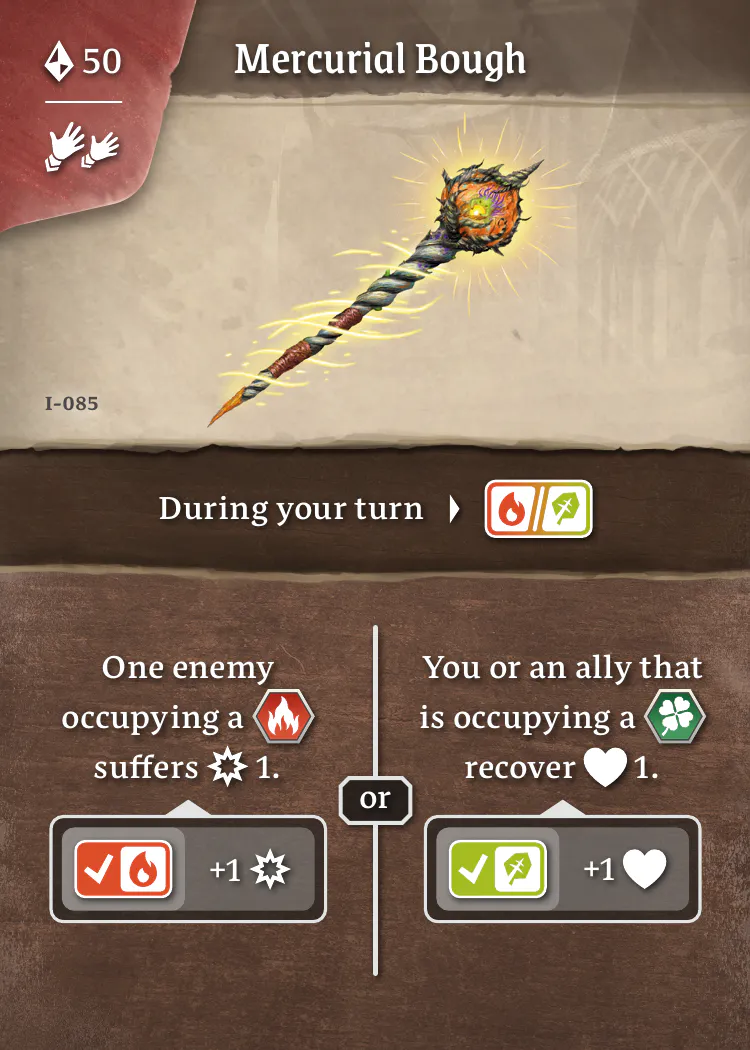 50
Mercurial Bough
I-085
During your turn
One enemy
occupying a
suffers 1.
+1
or
You or an ally that
is occupying a
recover 1.
+1